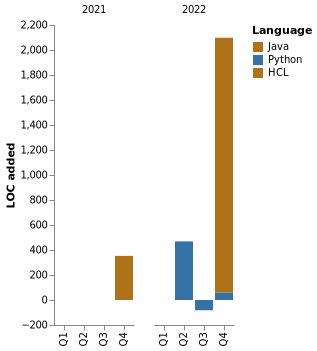 2021 2022
Language
Java
Python
HCL
LOC added
2,200
2,000
1,800
1,600
1,400
1,200
1,000
800
600
400
200
0
−200
Q1 Q2 Q3 Q4 Q1 Q2 Q3 Q4